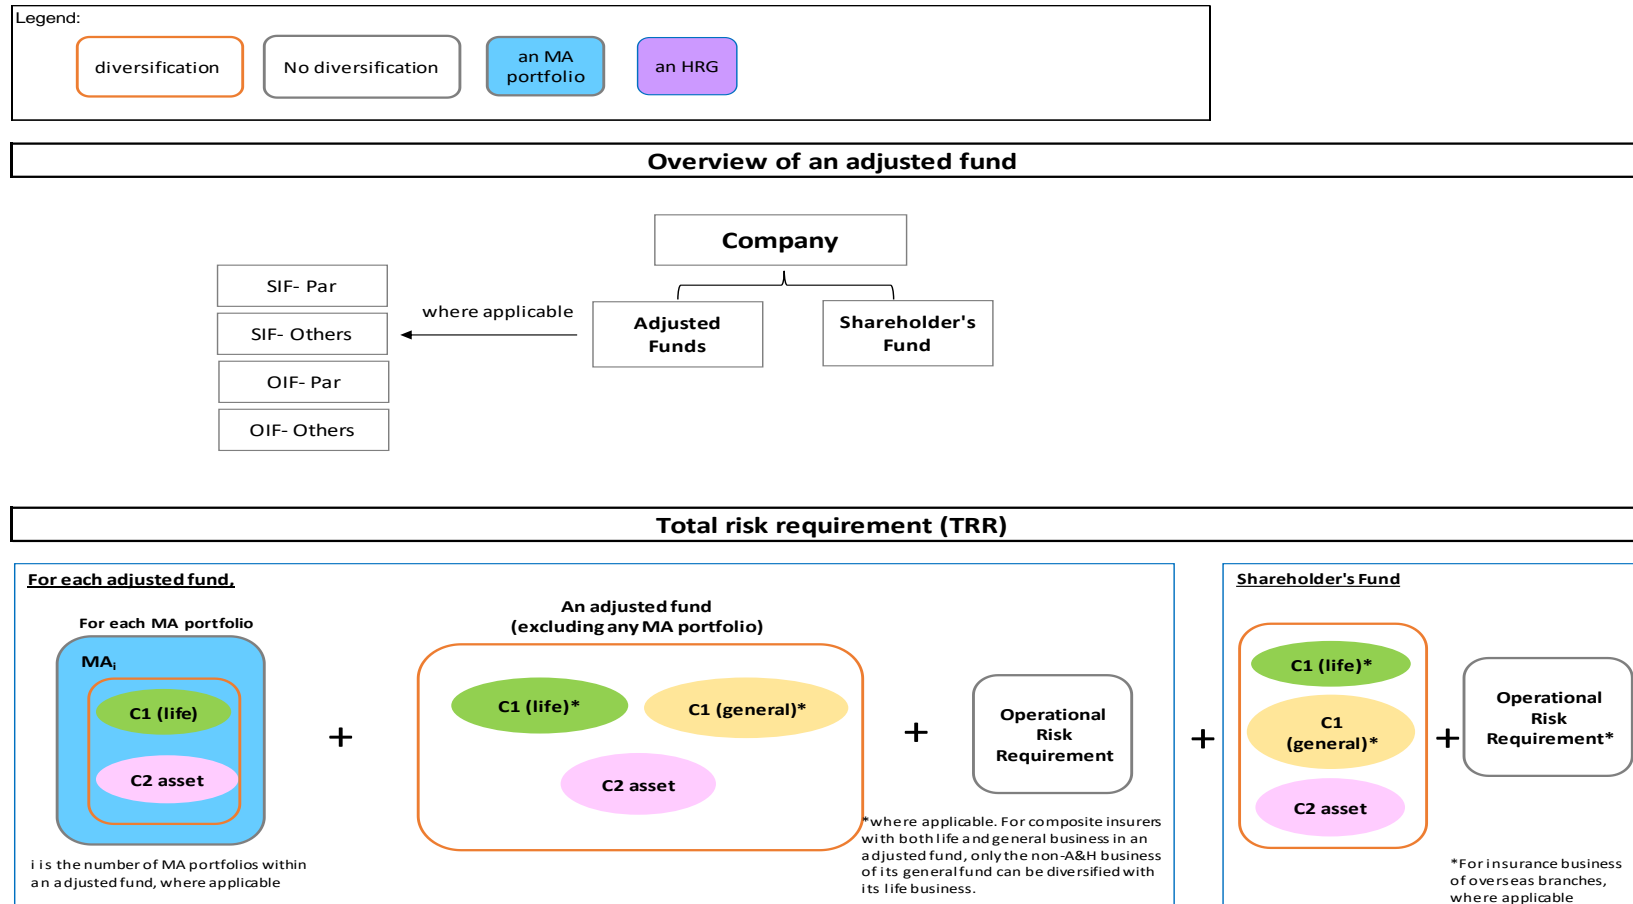 Legend:
diversification
No diversification
an MA
portfolio
an HRG
Overview of an adjusted fund
Company
SIF- Par
SIF- Others
OIF- Par
OIF- Others
where applicable
Adjusted
Funds
Shareholder's
Fund
Total risk requirement (TRR)
For each adjusted fund,
For each MA portfolio
MAi
C1 (life)
C2 asset
i is the number of MA portfolios within
an adjusted fund, where applicable
+
An adjusted fund
(excluding any MA portfolio)
C1 (life)*
C1 (general)*
C2 asset
+
Operational
Risk
Requirement
*where applicable. For composite insurers
with both life and general business in an
adjusted fund, only the non-A&H business
of its general fund can be diversified with
its life business.
+
Shareholder's Fund
C1 (life)*
C1
(general)*
C2 asset
+
Operational
Risk
Requirement*
*For insurance business
of overseas branches,
where applicable